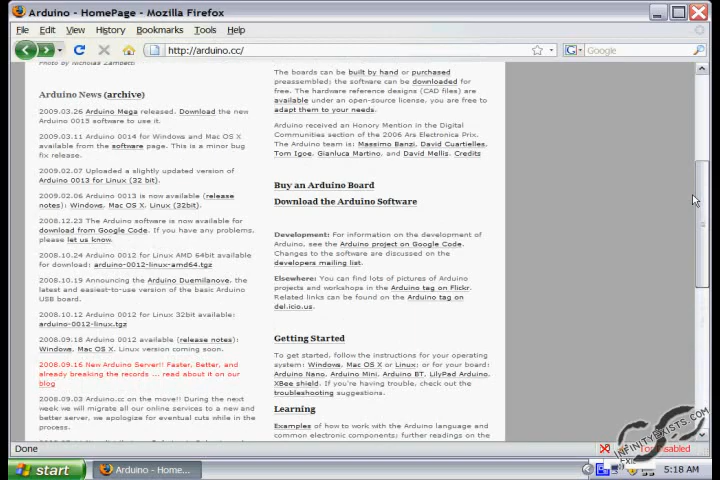 Arduino - HomePage - Mozilla Firefox
File Edit View History Bookmarks Tools Help
http://arduino.cc/
Google
Photo by Nicholas Zambetti
Arduino News (archive)
2009.03.26 Arduino Mega released. Download the new
Arduino 0015 software to use it.
2009.03.11 Arduino 0014 for Windows and Mac OS X
available from the software page. This is a minor bug
fix release.
2009.02.07 Uploaded a slightly updated version of
Arduino 0013 for Linux (32 bit).
2009.02.06 Arduino 0013 is now available (release
notes): Windows, Mac OS X, Linux (32bit).
2008.12.23 The Arduino software is now available for
download from Google Code. If you have any problems,
please let us know.
2008.10.24 Arduino 0012 for Linux AMD 64bit available
for download: arduino-0012-linux-amd64.tgz
2008.10.19 Announcing the Arduino Duemilanove, the
latest and easiest-to-use version of the basic Arduino
USB board.
2008.10.12 Arduino 0012 for Linux 32bit available:
arduino-0012-linux.tgz
2008.09.18 Arduino 0012 available (release notes):
Windows, Mac OS X. Linux version coming soon.
2008.09.16 New Arduino Server!! Faster, Better, and
already breaking the records ... read about it on our
blog
2008.09.03 Arduino.cc on the move!! During the next
week we will migrate all our online services to a new and
better server, we apologize for eventual cuts while in the
process.
The boards can be built by hand or purchased
preassembled; the software can be downloaded for
free. The hardware reference designs (CAD files) are
available under an open-source license, you are free to
adapt them to your needs.
Arduino received an Honory Mention in the Digital
Communities section of the 2006 Ars Electronica Prix.
The Arduino team is: Massimo Banzi, David Cuartielles,
Tom Igoe, Gianluca Martino, and David Mellis. Credits
Buy an Arduino Board
Download the Arduino Software
Development: For information on the development of
Arduino, see the Arduino project on Google Code.
Changes to the software are discussed on the
developers mailing list.
Elsewhere: You can find lots of pictures of Arduino
projects and workshops in the Arduino tag on Flickr.
Related links can be found on the Arduino tag on
del.icio.us.
Getting Started
To get started, follow the instructions for your operating
system: Windows, Mac OS X or Linux; or for your board:
Arduino Nano, Arduino Mini, Arduino BT, LilyPad Arduino,
XBee shield. If you're having trouble, check out the
troubleshooting suggestions.
Learning
Examples of how to work with the Arduino language and
common electronic components; further readings on the
Done
Tor Disabled
INFINITYEXISTS.COM
start
Arduino - Home...
5:18 AM